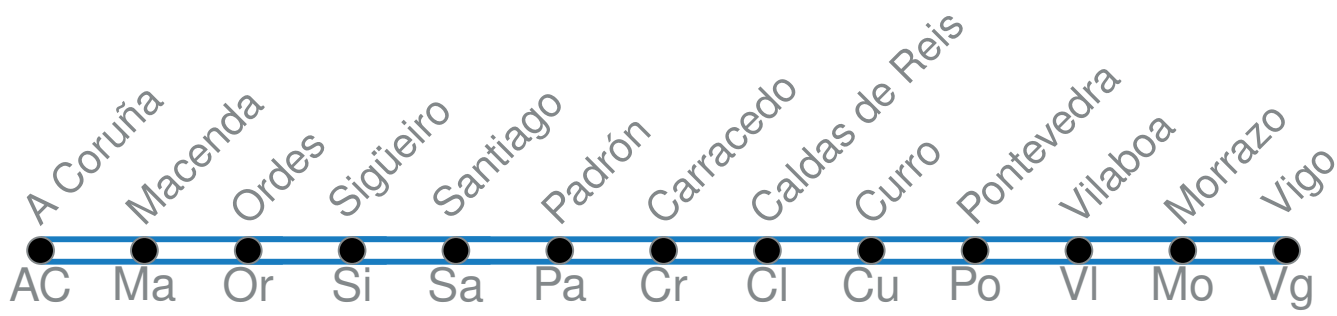 A Coruña
Macenda
Ordes
Sigüeiro
Santiago
Padrón
Carracedo
Caldas de Reis
Curro
Pontevedra
Vilaboa
Morrazo
Vigo
AC
Ma
Or
Si
Sa
Pa
Cr
Cl
Cu
Po
Vl
Mo
Vg